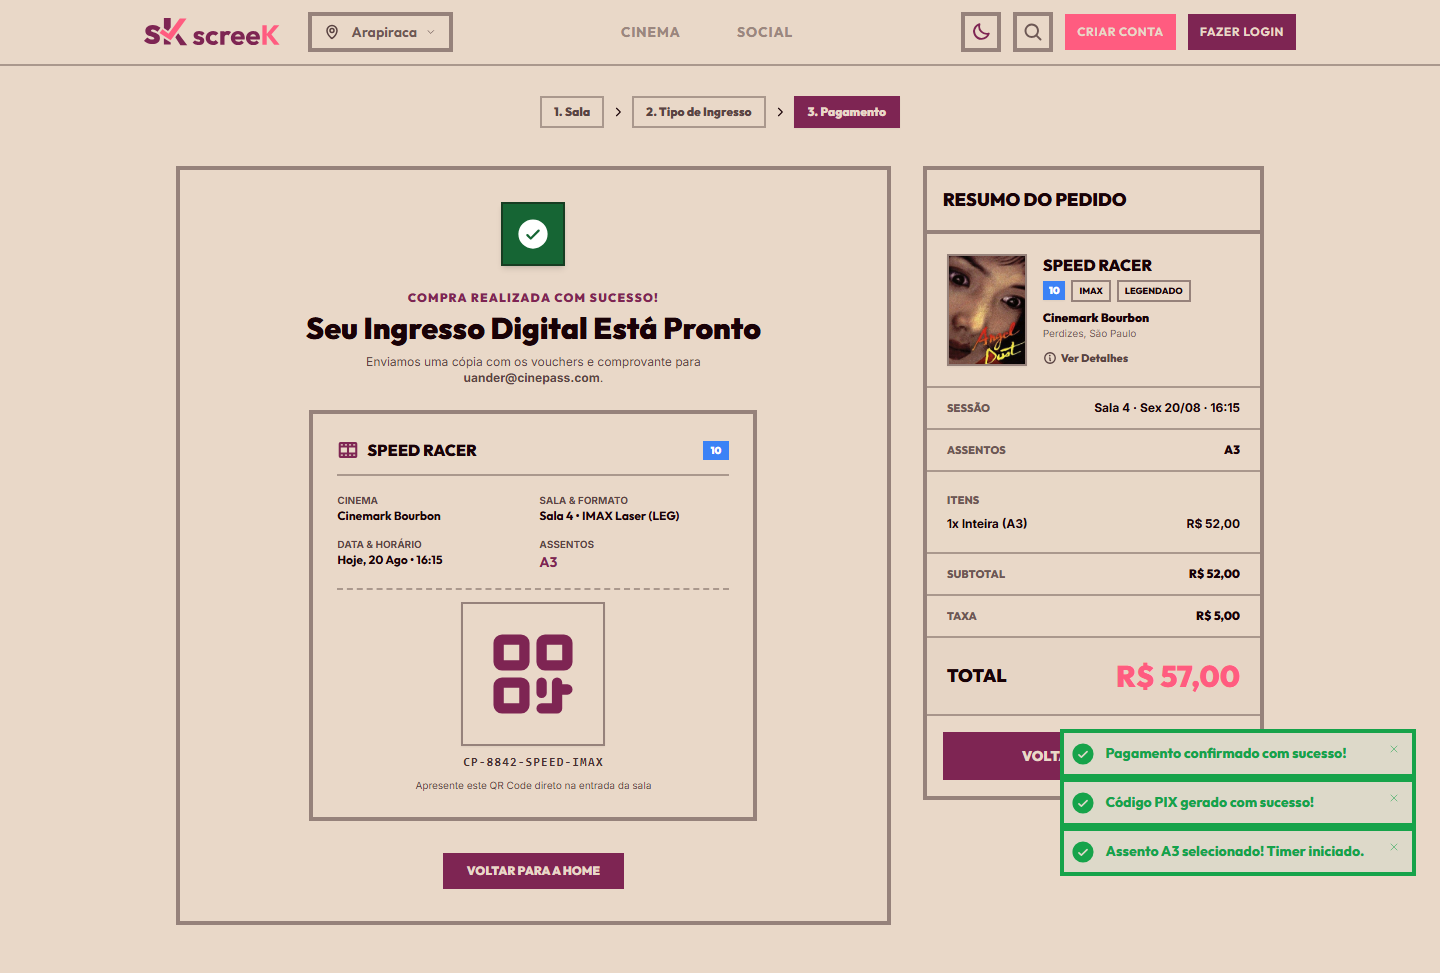 sK screeK
Arapiraca
CINEMA
SOCIAL
CRIAR CONTA
FAZER LOGIN
1. Sala
2. Tipo de Ingresso
3. Pagamento
COMPRA REALIZADA COM SUCESSO!
Seu Ingresso Digital Está Pronto
Enviamos uma cópia com os vouchers e comprovante para
uander@cinepass.com.
SPEED RACER
10
CINEMA
Cinemark Bourbon
SALA & FORMATO
Sala 4 • IMAX Laser (LEG)
DATA & HORÁRIO
Hoje, 20 Ago • 16:15
ASSENTOS
A3
CP-8842-SPEED-IMAX
Apresente este QR Code direto na entrada da sala
VOLTAR PARA A HOME
RESUMO DO PEDIDO
Angel
Dust
SPEED RACER
10
IMAX
LEGENDADO
Cinemark Bourbon
Perdizes, São Paulo
Ver Detalhes
SESSÃO
Sala 4 · Sex 20/08 · 16:15
ASSENTOS
A3
ITENS
1x Inteira (A3)
R$ 52,00
SUBTOTAL
R$ 52,00
TAXA
R$ 5,00
TOTAL
R$ 57,00
Pagamento confirmado com sucesso!
Código PIX gerado com sucesso!
Assento A3 selecionado! Timer iniciado.